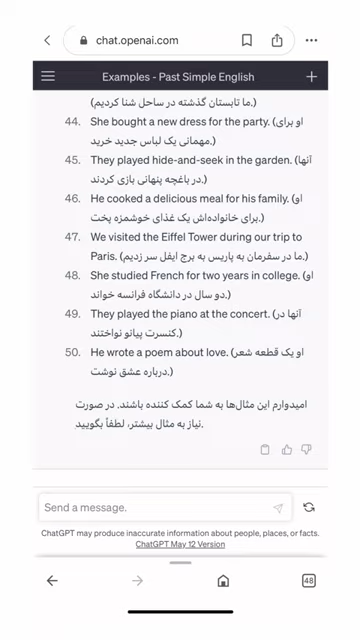 chat.openai.com
Examples - Past Simple English
(ما تابستان گذشته در ساحل شنا کردیم.)
44. She bought a new dress for the party. (او برای
مهمانی یک لباس جدید خرید.)
45. They played hide-and-seek in the garden. (آنها
در باغچه پنهانی بازی کردند.)
46. He cooked a delicious meal for his family. (او
برای خانواده‌اش یک غذای خوشمزه پخت.)
47. We visited the Eiffel Tower during our trip to
Paris. (ما در سفرمان به پاریس به برج ایفل سر زدیم.)
48. She studied French for two years in college. (او
دو سال در دانشگاه فرانسه خواند.)
49. They played the piano at the concert. (آنها در
کنسرت پیانو نواختند.)
50. He wrote a poem about love. (او یک قطعه شعر
درباره عشق نوشت.)
امیدوارم این مثال‌ها به شما کمک کننده باشند. در صورت
نیاز به مثال بیشتر، لطفاً بگویید.
Send a message.
ChatGPT may produce inaccurate information about people, places, or facts.
ChatGPT May 12 Version
48